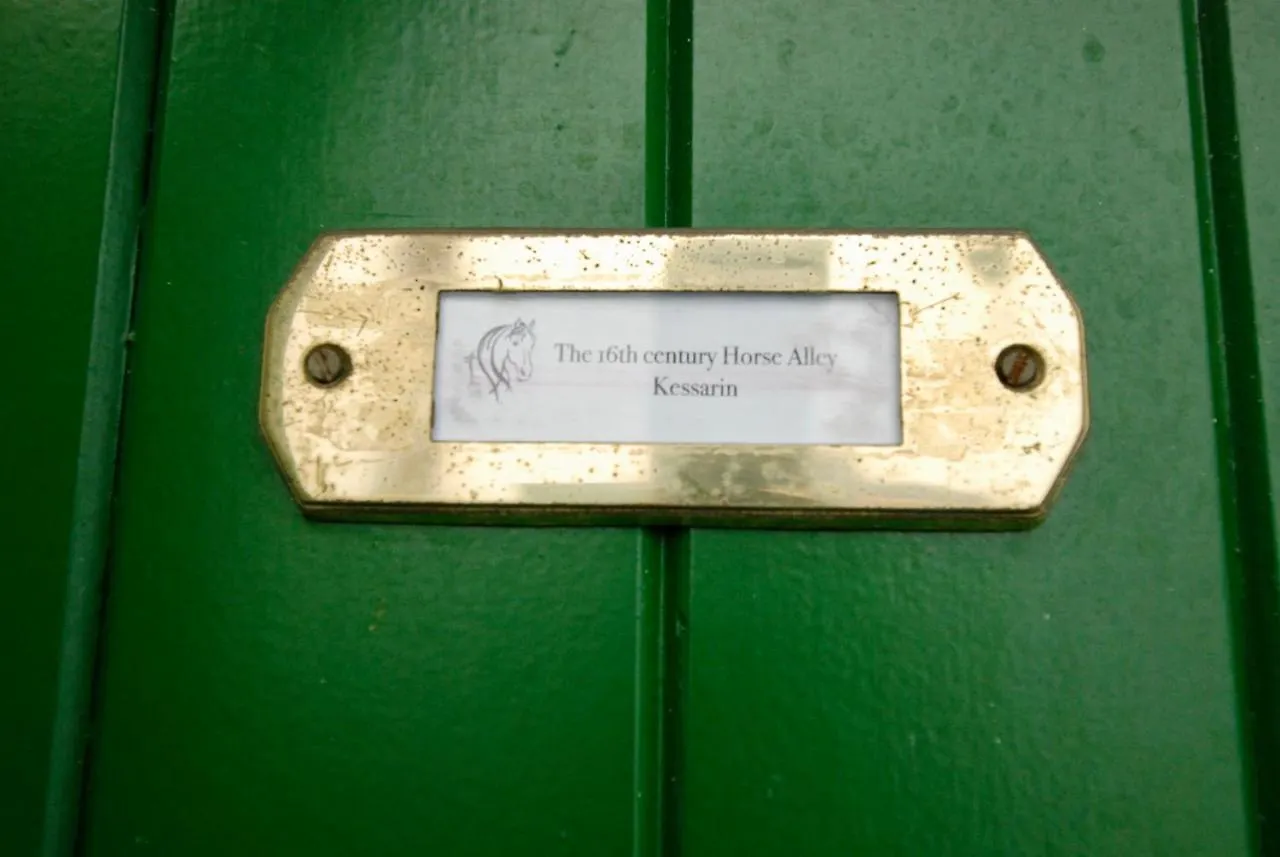 The 16th century Horse Alley
Kessarin